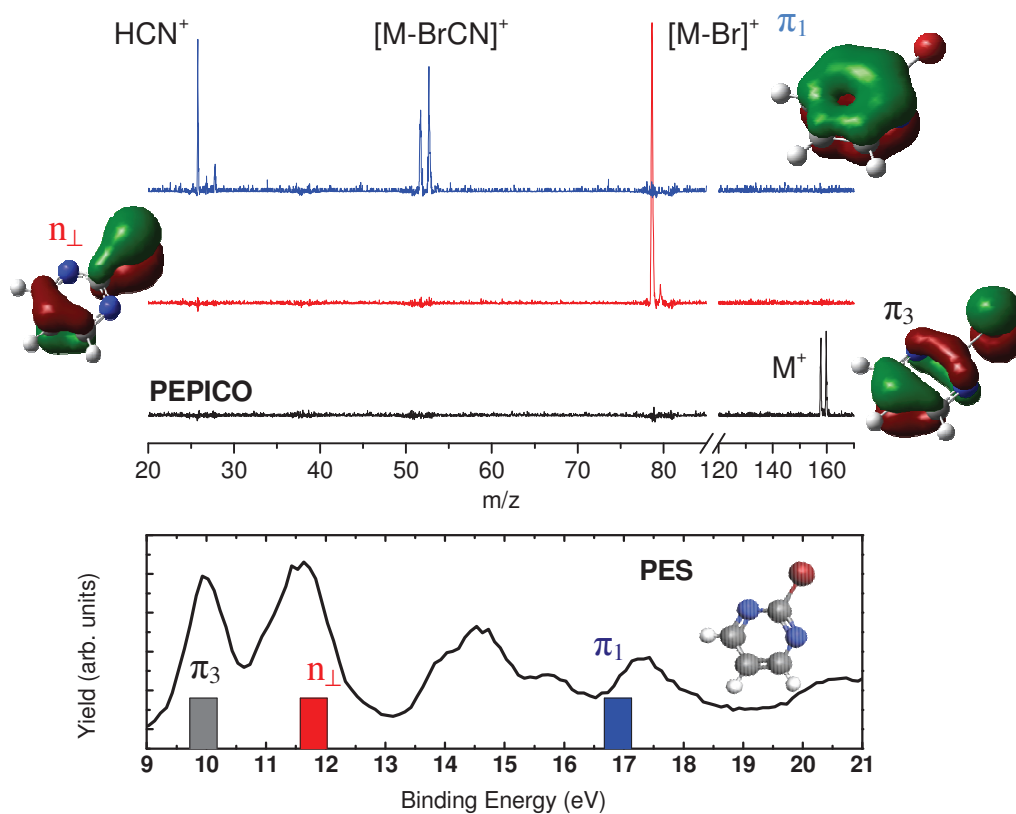 HCN⁺
[M-BrCN]⁺
[M-Br]⁺
π₁
n⊥
π₃
M⁺
PEPICO
20 30 40 50 60 70 80 120 140 160
m/z
Yield (arb. units)
PES
π₃
n⊥
π₁
9 10 11 12 13 14 15 16 17 18 19 20 21
Binding Energy (eV)